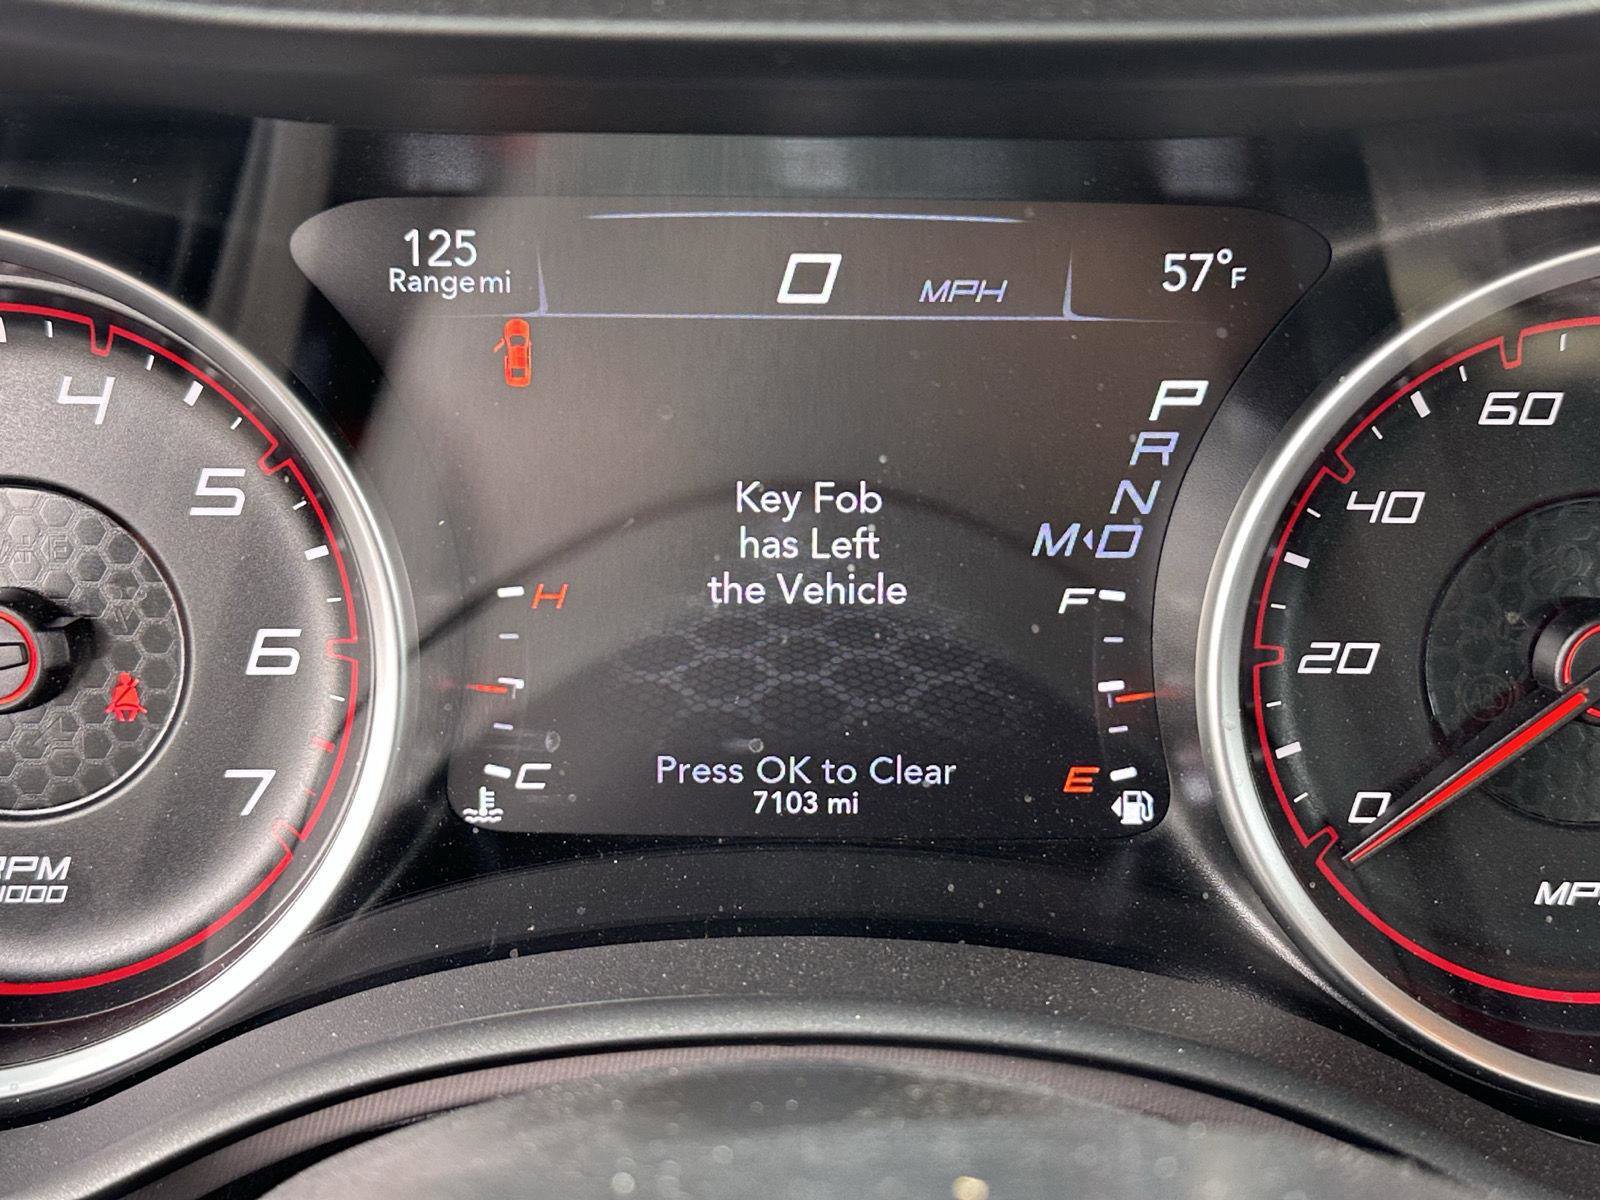 125
Range mi
0 MPH
57°F
P
R
N
M◂D
Key Fob
has Left
the Vehicle
H
C
F
E
Press OK to Clear
7103 mi
4
5
6
7
RPM
1000
60
40
20
0